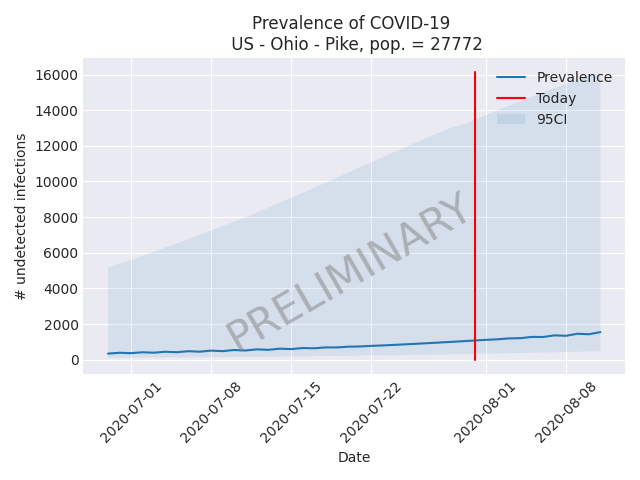 Prevalence of COVID-19
US - Ohio - Pike, pop. = 27772
16000
14000
12000
10000
8000
6000
4000
2000
0
# undetected infections
Prevalence
Today
95CI
PRELIMINARY
2020-07-01
2020-07-08
2020-07-15
2020-07-22
2020-08-01
2020-08-08
Date